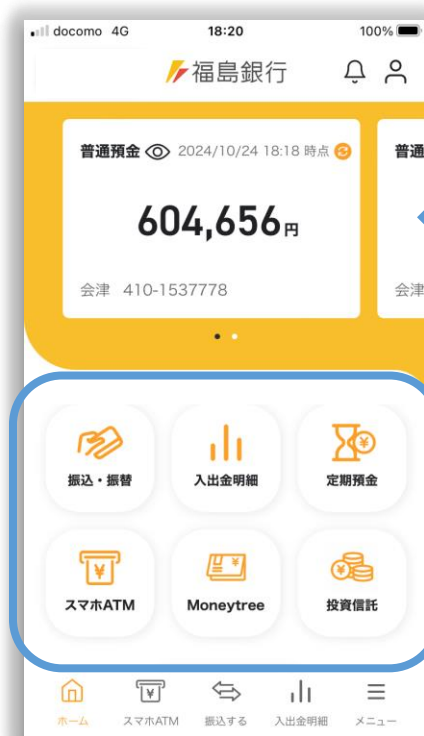 docomo 4G 18:20 100%
福島銀行
普通預金 2024/10/24 18:18 時点
604,656円
会津 410-1537778
普通
会津
振込・振替 入出金明細 定期預金
スマホATM Moneytree 投資信託
ホーム スマホATM 振込する 入出金明細 メニュー